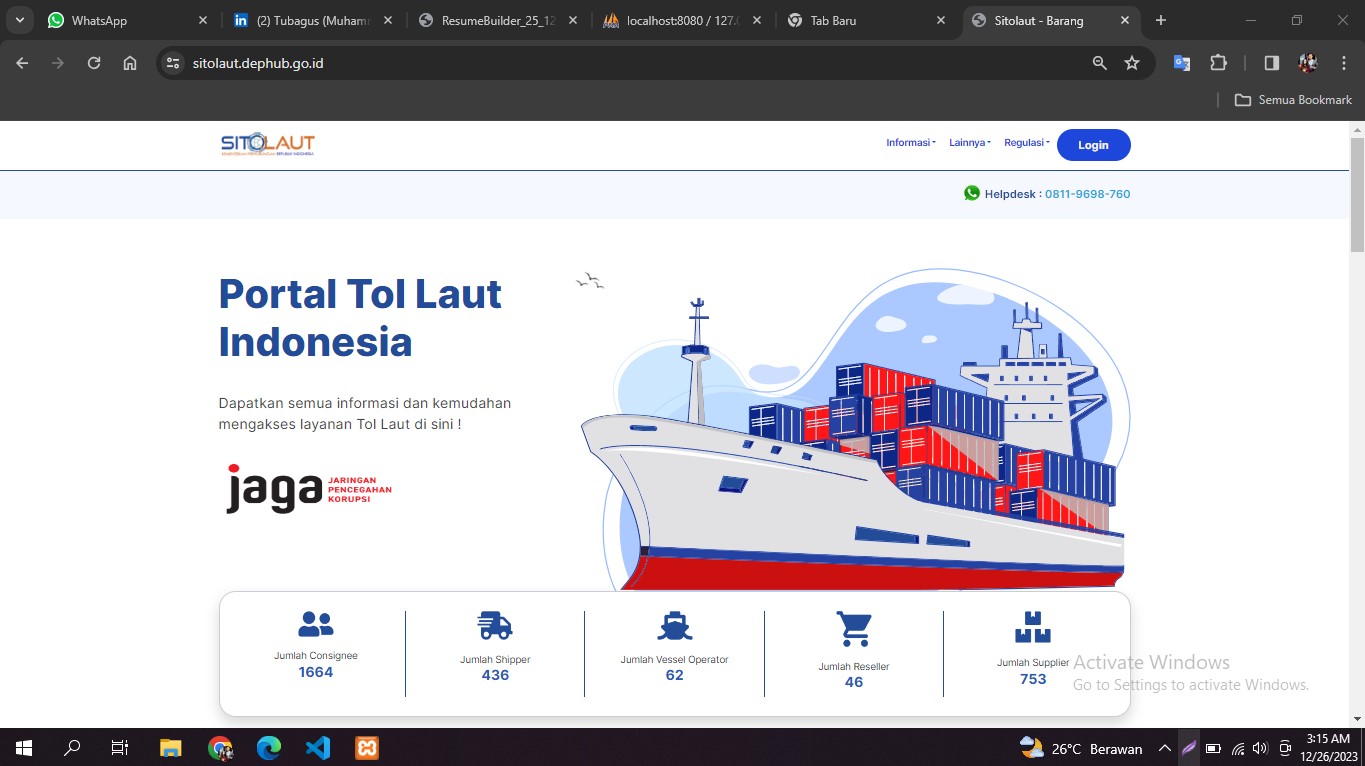 WhatsApp
(2) Tubagus (Muhamm
ResumeBuilder_25_12
localhost:8080 / 127.0
Tab Baru
Sitolaut - Barang
sitolaut.dephub.go.id
Semua Bookmark
SITOLAUT
KEMENTERIAN PERHUBUNGAN REPUBLIK INDONESIA
Informasi
Lainnya
Regulasi
Login
Helpdesk : 0811-9698-760
Portal Tol Laut
Indonesia
Dapatkan semua informasi dan kemudahan
mengakses layanan Tol Laut di sini !
jaga
JARINGAN
PENCEGAHAN
KORUPSI
Jumlah Consignee
1664
Jumlah Shipper
436
Jumlah Vessel Operator
62
Jumlah Reseller
46
Jumlah Supplier
753
Activate Windows
Go to Settings to activate Windows.
26°C Berawan
3:15 AM
12/26/2023